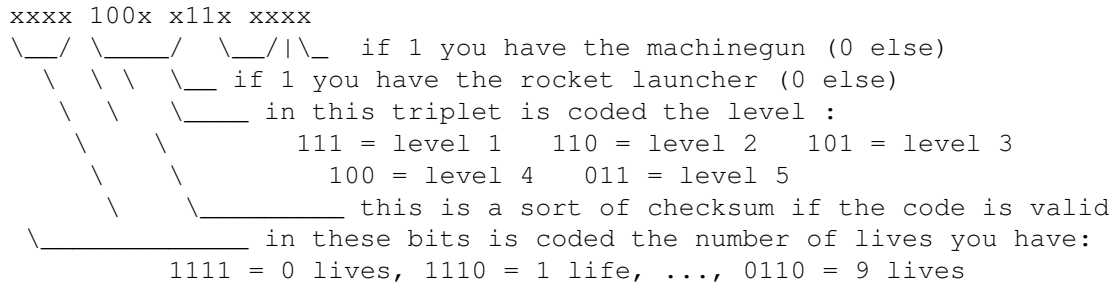 xxxx 100x x11x xxxx
\__/ \____/  \__/|\_  if 1 you have the machinegun (0 else)
  \  \ \  \__ if 1 you have the rocket launcher (0 else)
   \  \   \____ in this triplet is coded the level :
    \    \        111 = level 1   110 = level 2   101 = level 3
     \    \         100 = level 4   011 = level 5
      \    \_________ this is a sort of checksum if the code is valid
 \_____________ in these bits is coded the number of lives you have:
          1111 = 0 lives, 1110 = 1 life, ..., 0110 = 9 lives